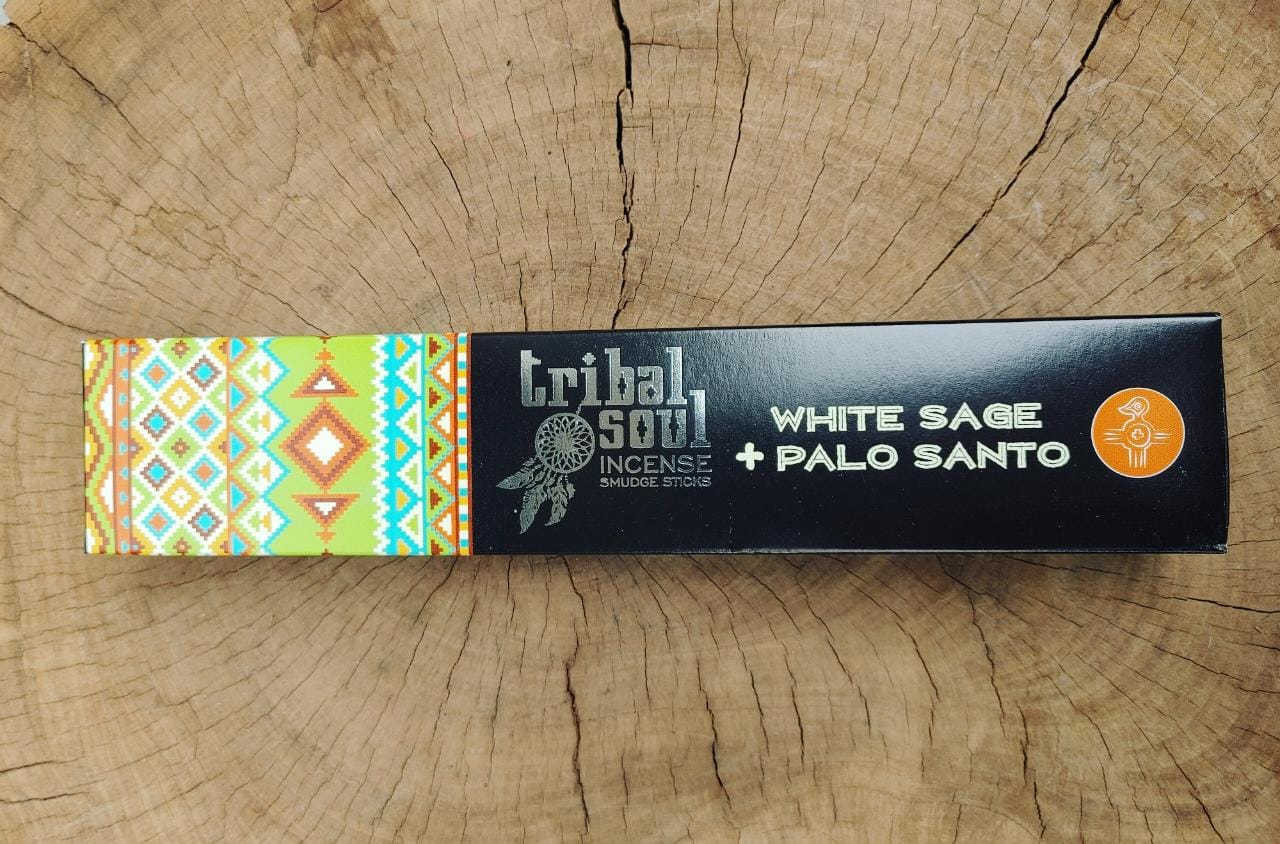 tribal
soul
INCENSE
SMUDGE STICKS
WHITE SAGE
+ PALO SANTO